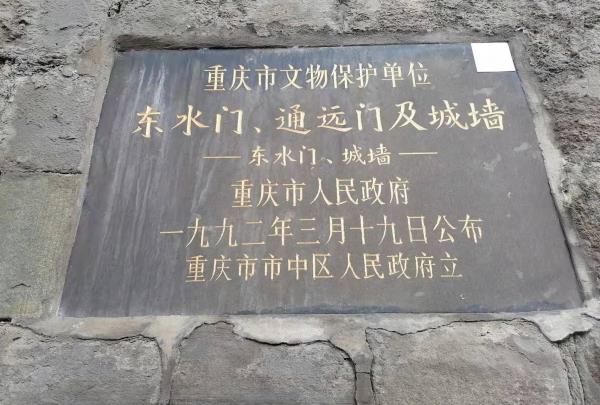 重庆市文物保护单位
东水门、通远门及城墙
—东水门、城墙—
重庆市人民政府
一九九二年三月十九日公布
重庆市市中区人民政府立